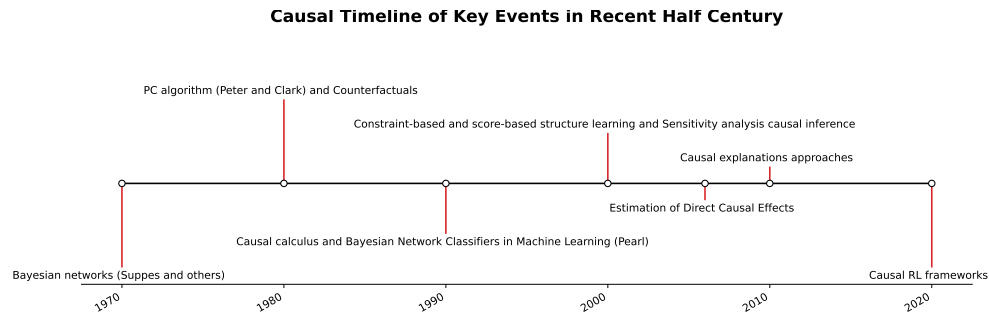 Causal Timeline of Key Events in Recent Half Century
PC algorithm (Peter and Clark) and Counterfactuals
Constraint-based and score-based structure learning and Sensitivity analysis causal inference
Causal explanations approaches
Estimation of Direct Causal Effects
Causal calculus and Bayesian Network Classifiers in Machine Learning (Pearl)
Bayesian networks (Suppes and others)
Causal RL frameworks
1970
1980
1990
2000
2010
2020